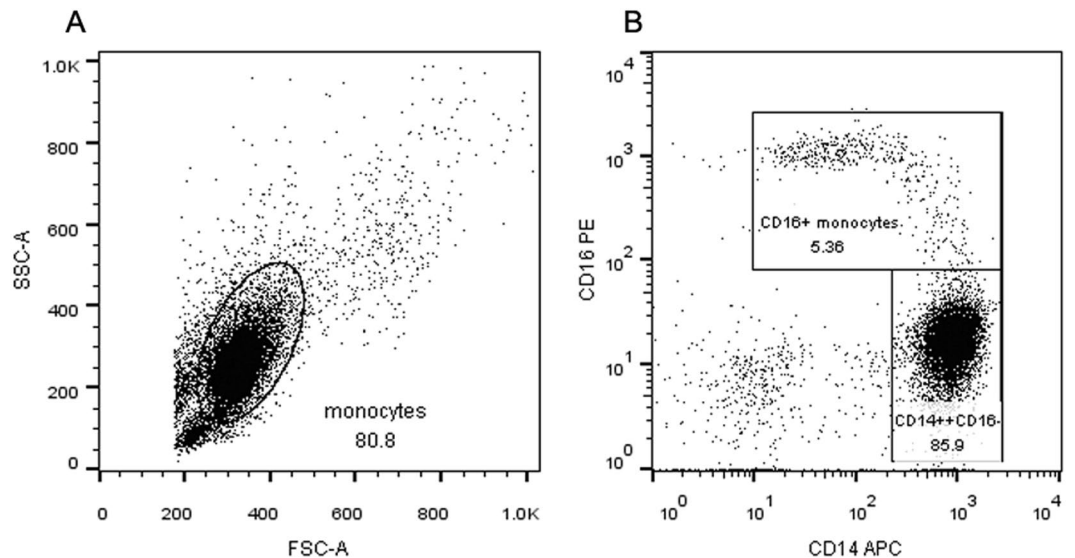 A
1.0K
800
600
400
200
0
SSC-A
monocytes
80.8
0 200 400 600 800 1.0K
FSC-A
B
10^4
10^3
10^2
10^1
10^0
CD16 PE
CD16+ monocytes
5.36
CD14++CD16-
85.9
10^0 10^1 10^2 10^3 10^4
CD14 APC